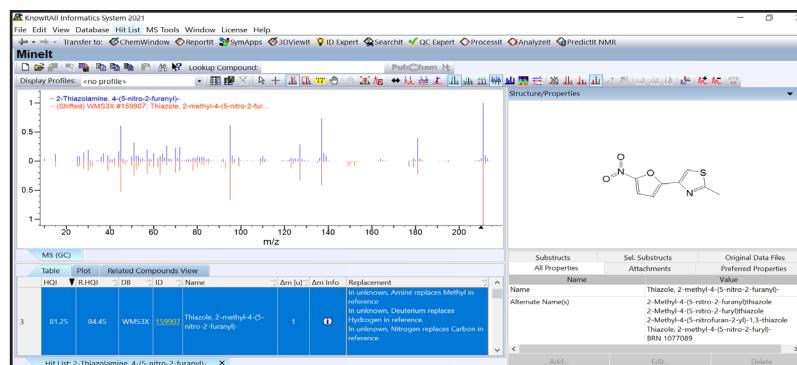 KnowItAll Informatics System 2021
File Edit View Database Hit List MS Tools Window License Help
Transfer to: ChemWindow ReportIt SymApps 3DViewIt ID Expert SearchIt QC Expert ProcessIt AnalyzeIt PredictIt NMR
MineIt
Lookup Compound: PubChem
Display Profiles: <no profile>
Structure/Properties
2-Thiazolamine, 4-(5-nitro-2-furanyl)-
(Shifted) WMS3X #159907; Thiazole, 2-methyl-4-(5-nitro-2-fur...
1
0.5
0
0.5
1
20 40 60 80 100 120 140 160 180 200
m/z
O
O N O S
N
MS (GC)
Table Plot Related Compounds View
HQI R.HQI DB ID Name Δm [u] Δm Info Replacement
3 81.25 84.45 WMS3X 159907 Thiazole, 2-methyl-4-(5-nitro-2-furanyl)- 1
In unknown, Amine replaces Methyl in
reference
In unknown, Deuterium replaces
Hydrogen in reference.
In unknown, Nitrogen replaces Carbon in
reference.
Hit List: 2-Thiazolamine, 4-(5-nitro-2-furanyl)- X
Substructs Sel. Substructs Original Data Files
All Properties Attachments Preferred Properties
Name Value
Name Thiazole, 2-methyl-4-(5-nitro-2-furanyl)-
Alternate Name(s) 2-Methyl-4-(5-nitro-2-furanyl)thiazole
2-Methyl-4-(5-nitro-2-furyl)thiazole
2-Methyl-4-(5-nitrofuran-2-yl)-1,3-thiazole
Thiazole, 2-methyl-4-(5-nitro-2-furyl)-
BRN 1077089
Add... Edit... Delete